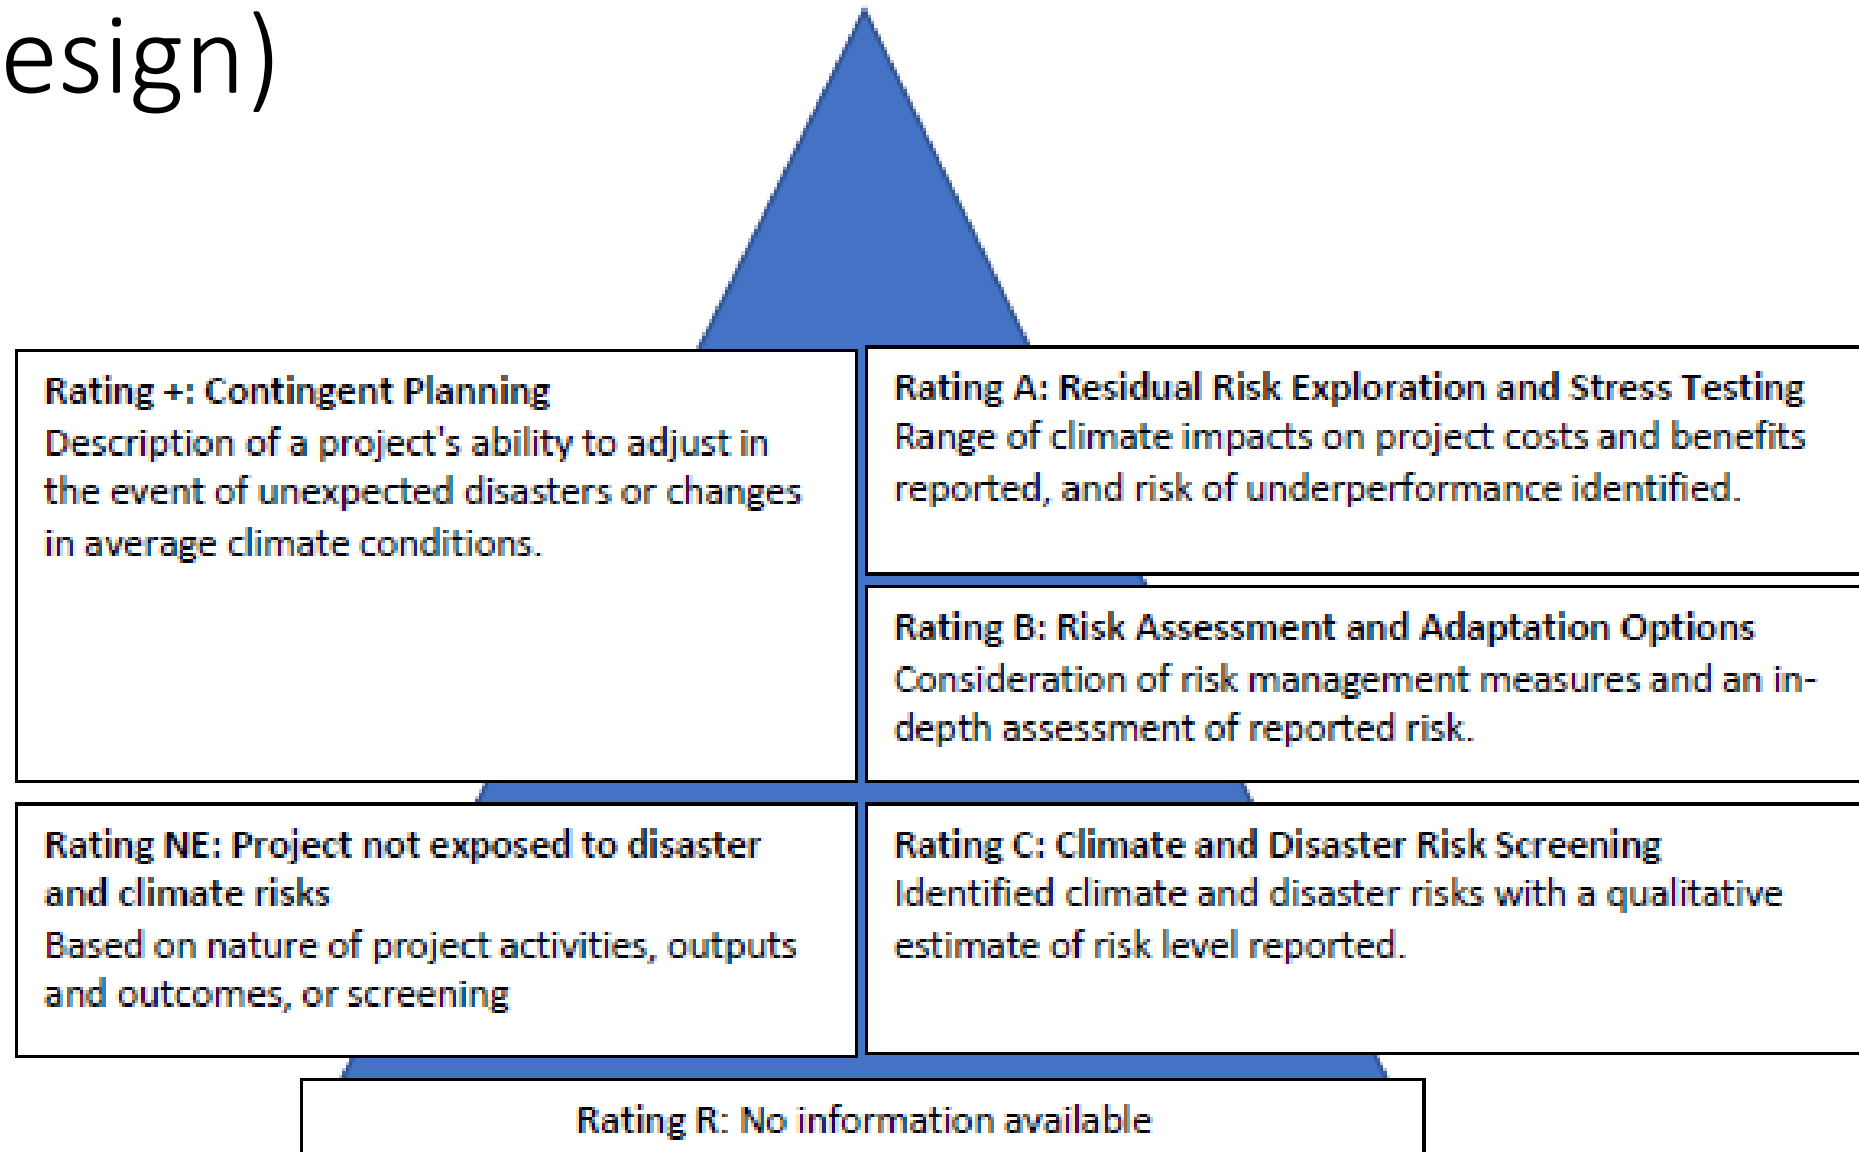 esign)
Rating +: Contingent Planning
Description of a project's ability to adjust in
the event of unexpected disasters or changes
in average climate conditions.
Rating A: Residual Risk Exploration and Stress Testing
Range of climate impacts on project costs and benefits
reported, and risk of underperformance identified.
Rating B: Risk Assessment and Adaptation Options
Consideration of risk management measures and an in-
depth assessment of reported risk.
Rating NE: Project not exposed to disaster
and climate risks
Based on nature of project activities, outputs
and outcomes, or screening
Rating C: Climate and Disaster Risk Screening
Identified climate and disaster risks with a qualitative
estimate of risk level reported.
Rating R: No information available